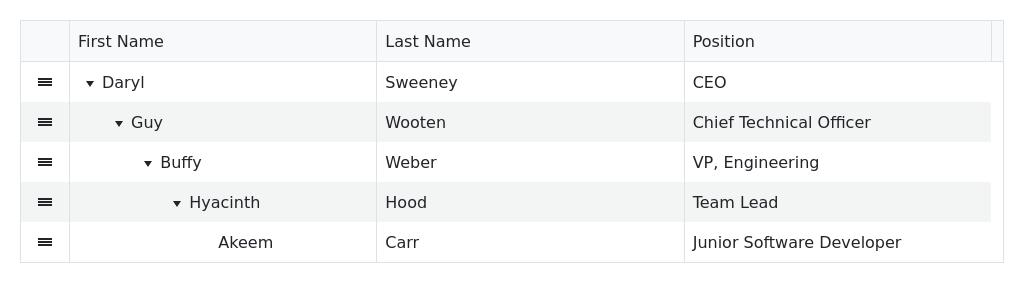 First Name Last Name Position
Daryl Sweeney CEO
Guy Wooten Chief Technical Officer
Buffy Weber VP, Engineering
Hyacinth Hood Team Lead
Akeem Carr Junior Software Developer